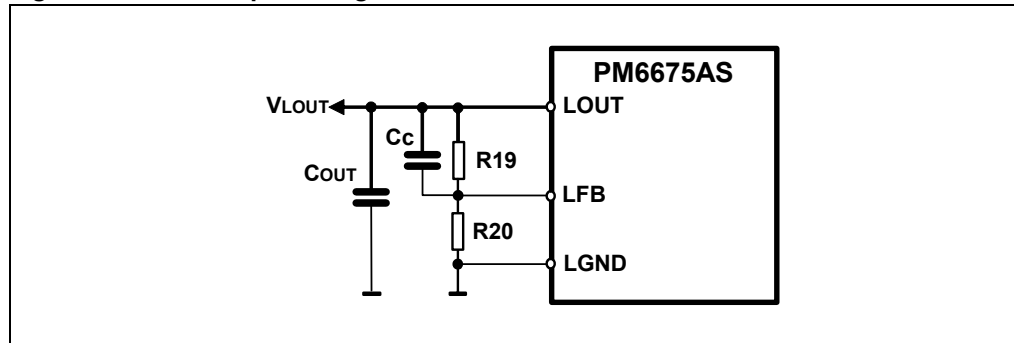 PM6675AS
VLOUT
LOUT
Cc
R19
COUT
LFB
R20
LGND